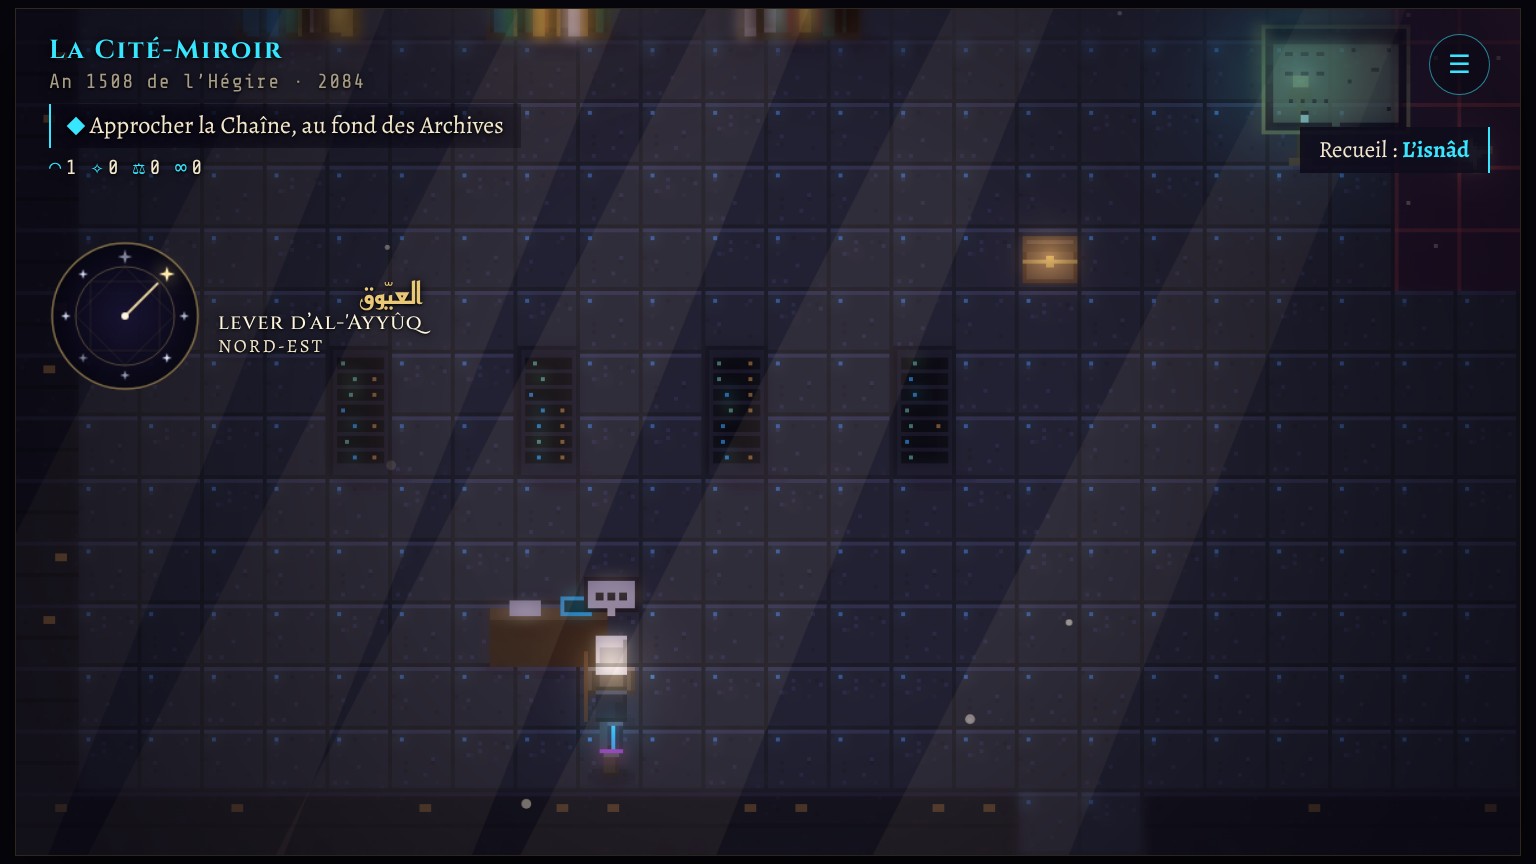 La Cité-Miroir
An 1508 de l’Hégire · 2084
◆ Approcher la Chaîne, au fond des Archives
◠1 ✧0 ⚖0 ∞0
Recueil : L’isnâd
العيّوق
LEVER D’AL-ʿAYYÛQ
NORD-EST